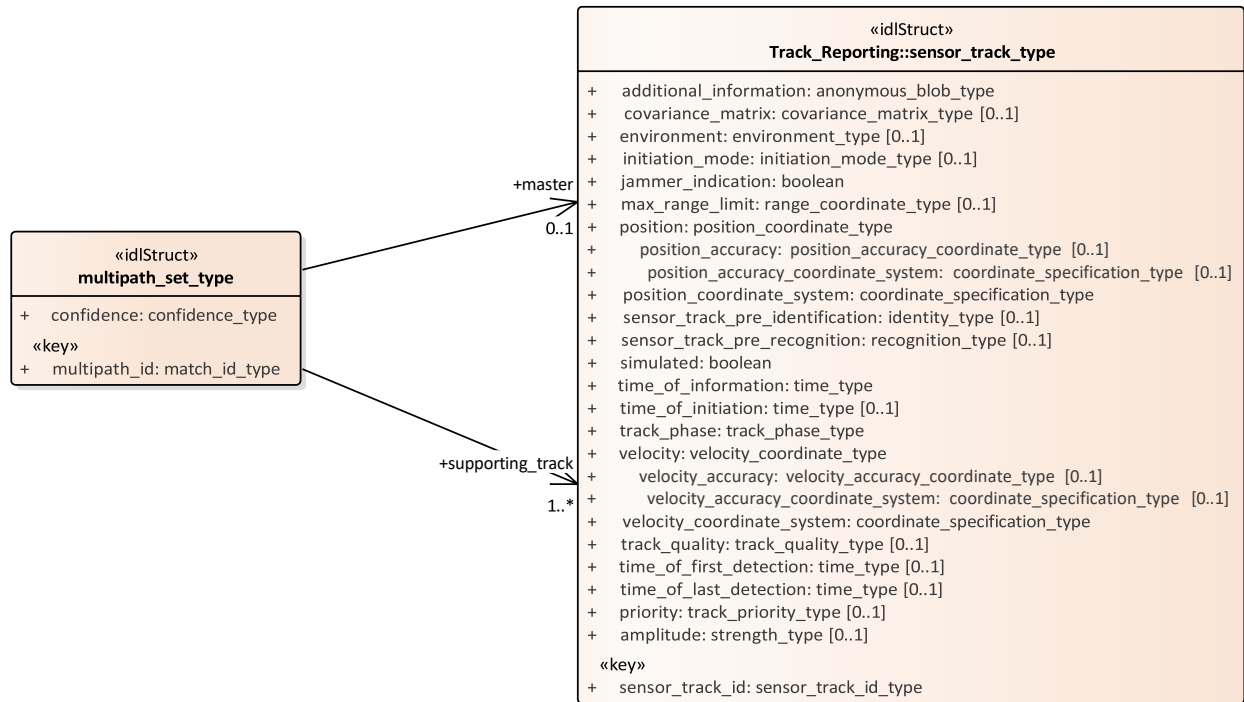 «idlStruct»
multipath_set_type
+ confidence: confidence_type
«key»
+ multipath_id: match_id_type
+master
0..1
+supporting_track
1..*
«idlStruct»
Track_Reporting::sensor_track_type
+ additional_information: anonymous_blob_type
+ covariance_matrix: covariance_matrix_type [0..1]
+ environment: environment_type [0..1]
+ initiation_mode: initiation_mode_type [0..1]
+ jammer_indication: boolean
+ max_range_limit: range_coordinate_type [0..1]
+ position: position_coordinate_type
+ position_accuracy: position_accuracy_coordinate_type [0..1]
+ position_accuracy_coordinate_system: coordinate_specification_type [0..1]
+ position_coordinate_system: coordinate_specification_type
+ sensor_track_pre_identification: identity_type [0..1]
+ sensor_track_pre_recognition: recognition_type [0..1]
+ simulated: boolean
+ time_of_information: time_type
+ time_of_initiation: time_type [0..1]
+ track_phase: track_phase_type
+ velocity: velocity_coordinate_type
+ velocity_accuracy: velocity_accuracy_coordinate_type [0..1]
+ velocity_accuracy_coordinate_system: coordinate_specification_type [0..1]
+ velocity_coordinate_system: coordinate_specification_type
+ track_quality: track_quality_type [0..1]
+ time_of_first_detection: time_type [0..1]
+ time_of_last_detection: time_type [0..1]
+ priority: track_priority_type [0..1]
+ amplitude: strength_type [0..1]
«key»
+ sensor_track_id: sensor_track_id_type